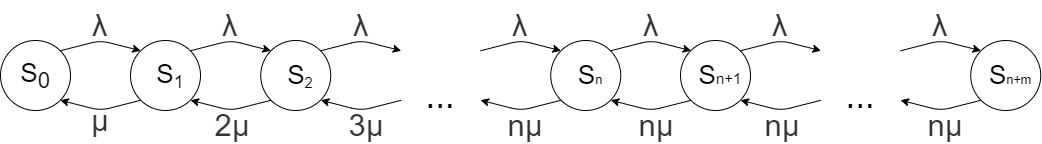 λ λ λ λ λ λ λ
S0 S1 S2 Sn Sn+1 Sn+m
μ 2μ 3μ ... nμ nμ nμ ... nμ